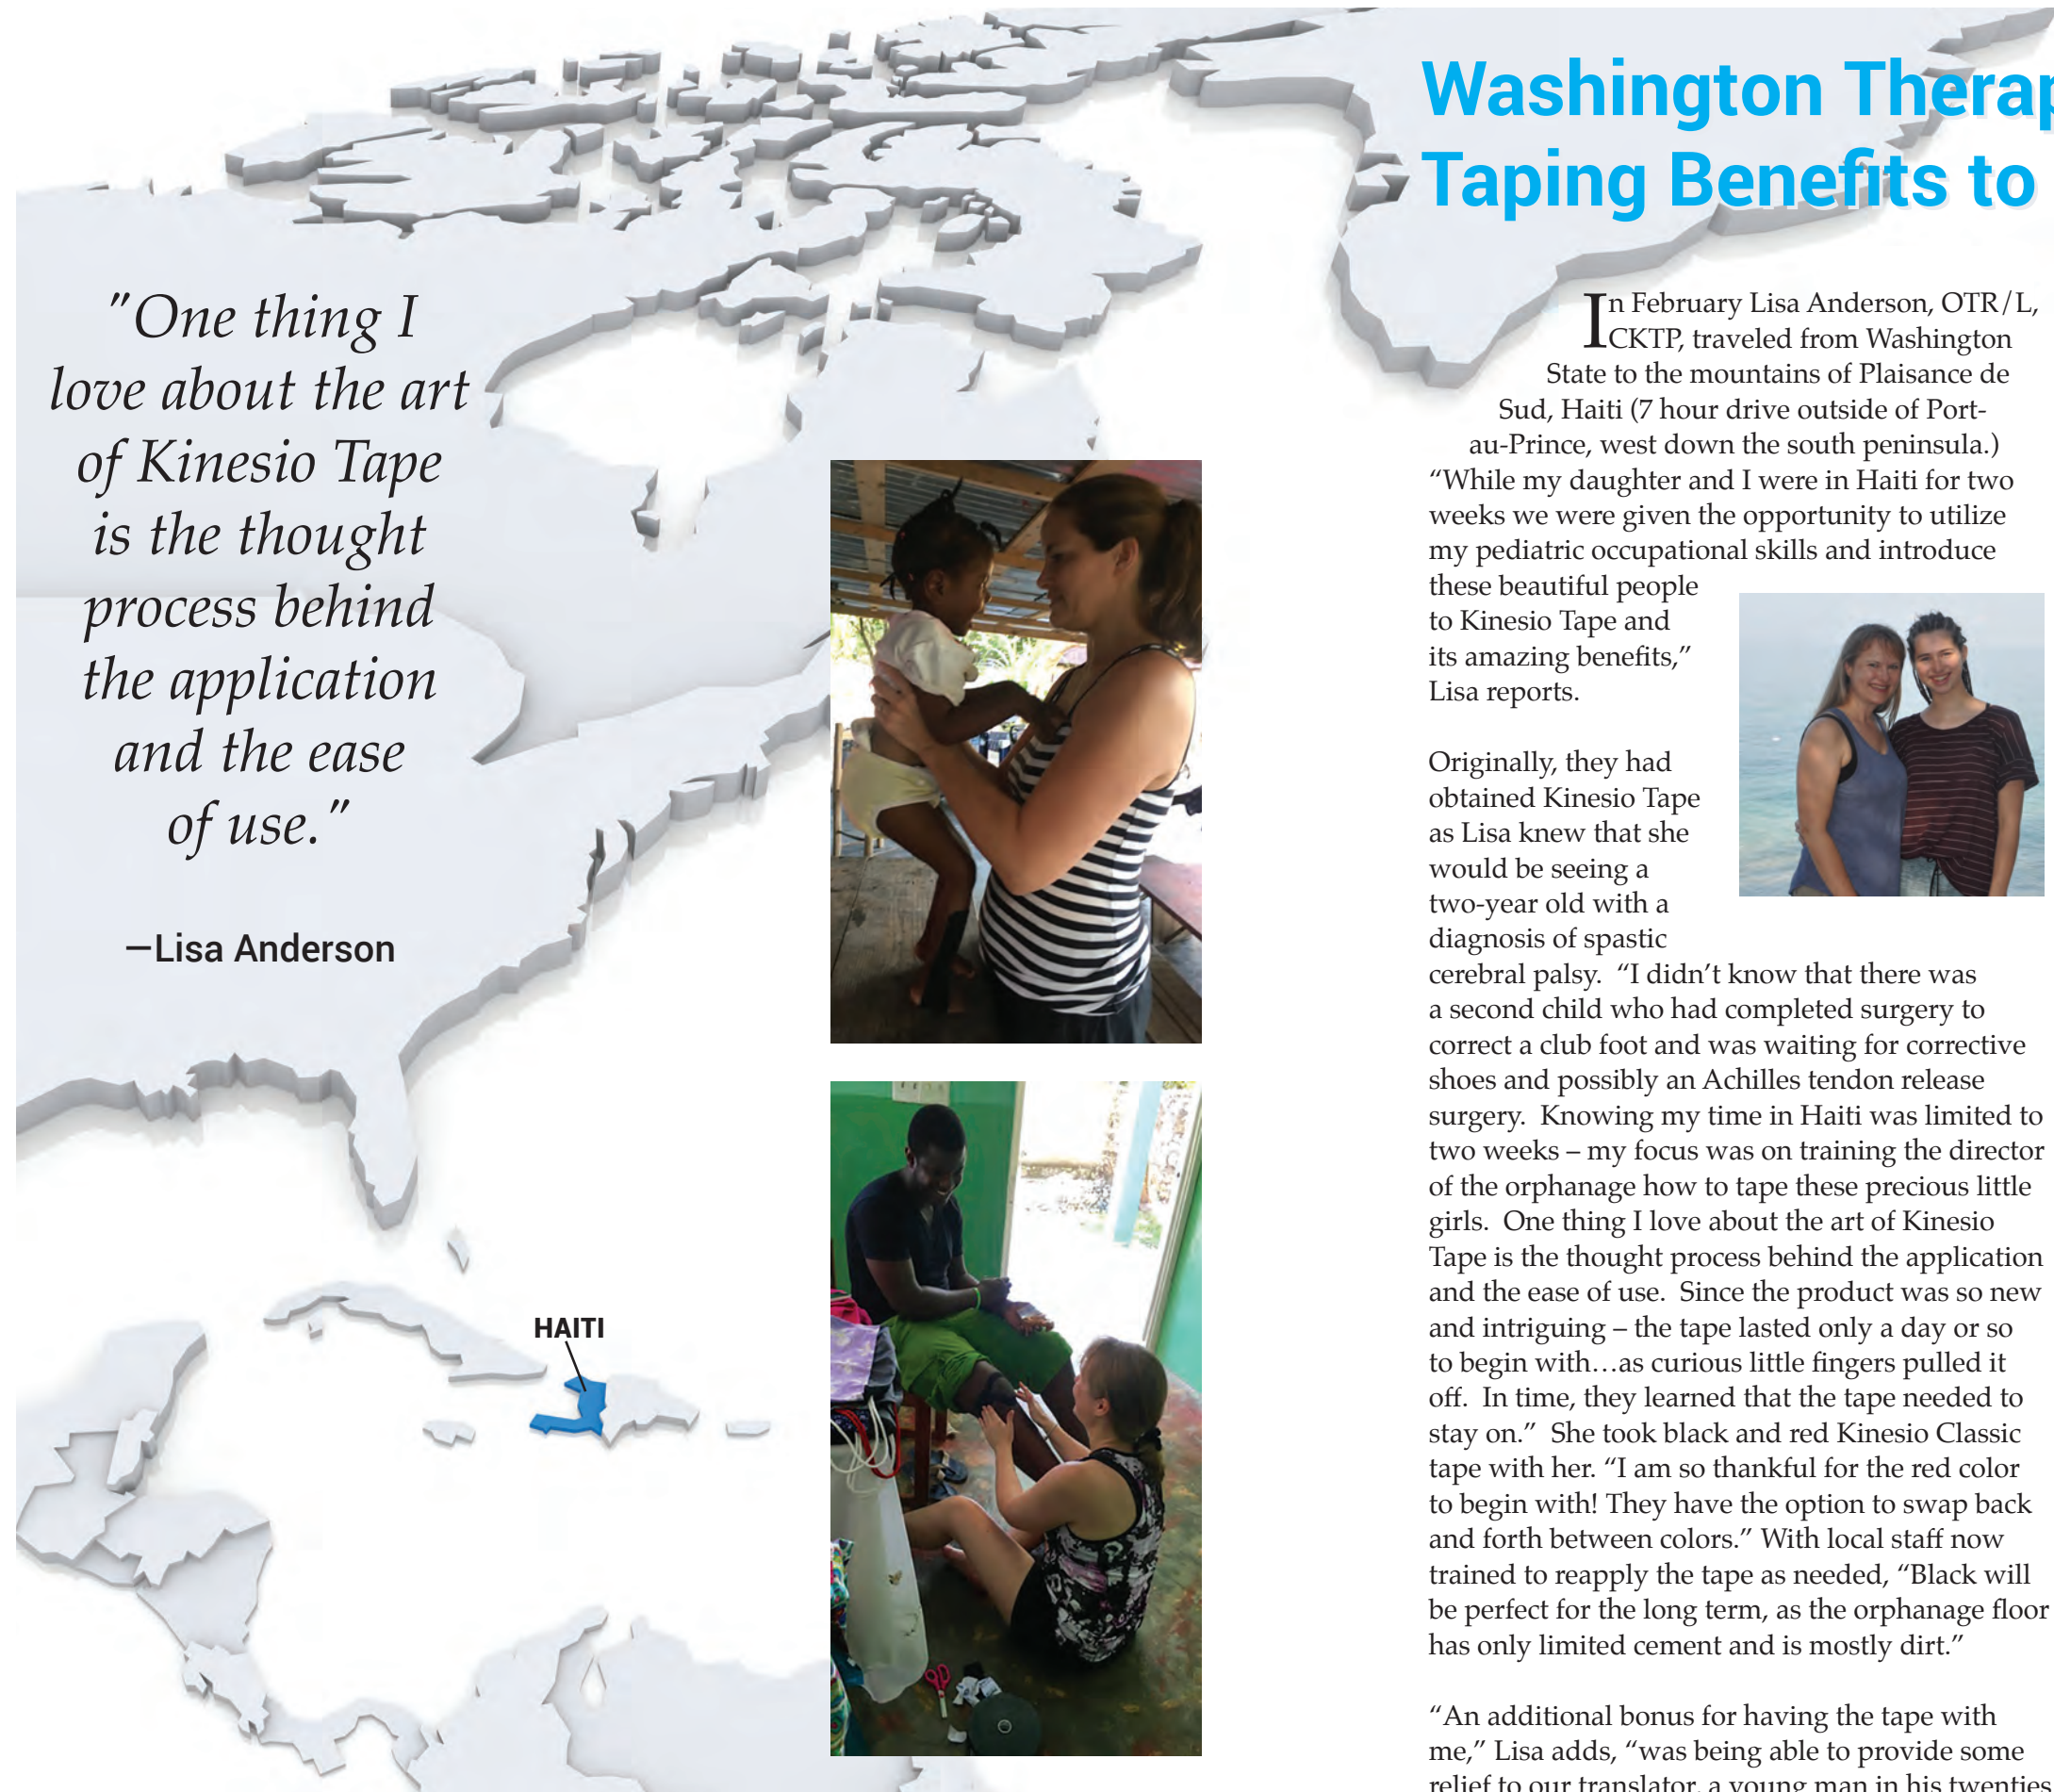 Washington Therap
Taping Benefits to
"One thing I
love about the art
of Kinesio Tape
is the thought
process behind
the application
and the ease
of use."
—Lisa Anderson
HAITI
In February Lisa Anderson, OTR/L,
CKTP, traveled from Washington
State to the mountains of Plaisance de
Sud, Haiti (7 hour drive outside of Port-
au-Prince, west down the south peninsula.)
“While my daughter and I were in Haiti for two
weeks we were given the opportunity to utilize
my pediatric occupational skills and introduce
these beautiful people
to Kinesio Tape and
its amazing benefits,”
Lisa reports.
Originally, they had
obtained Kinesio Tape
as Lisa knew that she
would be seeing a
two-year old with a
diagnosis of spastic
cerebral palsy.  “I didn’t know that there was
a second child who had completed surgery to
correct a club foot and was waiting for corrective
shoes and possibly an Achilles tendon release
surgery.  Knowing my time in Haiti was limited to
two weeks – my focus was on training the director
of the orphanage how to tape these precious little
girls.  One thing I love about the art of Kinesio
Tape is the thought process behind the application
and the ease of use.  Since the product was so new
and intriguing – the tape lasted only a day or so
to begin with…as curious little fingers pulled it
off.  In time, they learned that the tape needed to
stay on.”  She took black and red Kinesio Classic
tape with her. “I am so thankful for the red color
to begin with! They have the option to swap back
and forth between colors.” With local staff now
trained to reapply the tape as needed, “Black will
be perfect for the long term, as the orphanage floor
has only limited cement and is mostly dirt.”
“An additional bonus for having the tape with
me,” Lisa adds, “was being able to provide some
relief to our translator, a young man in his twenties